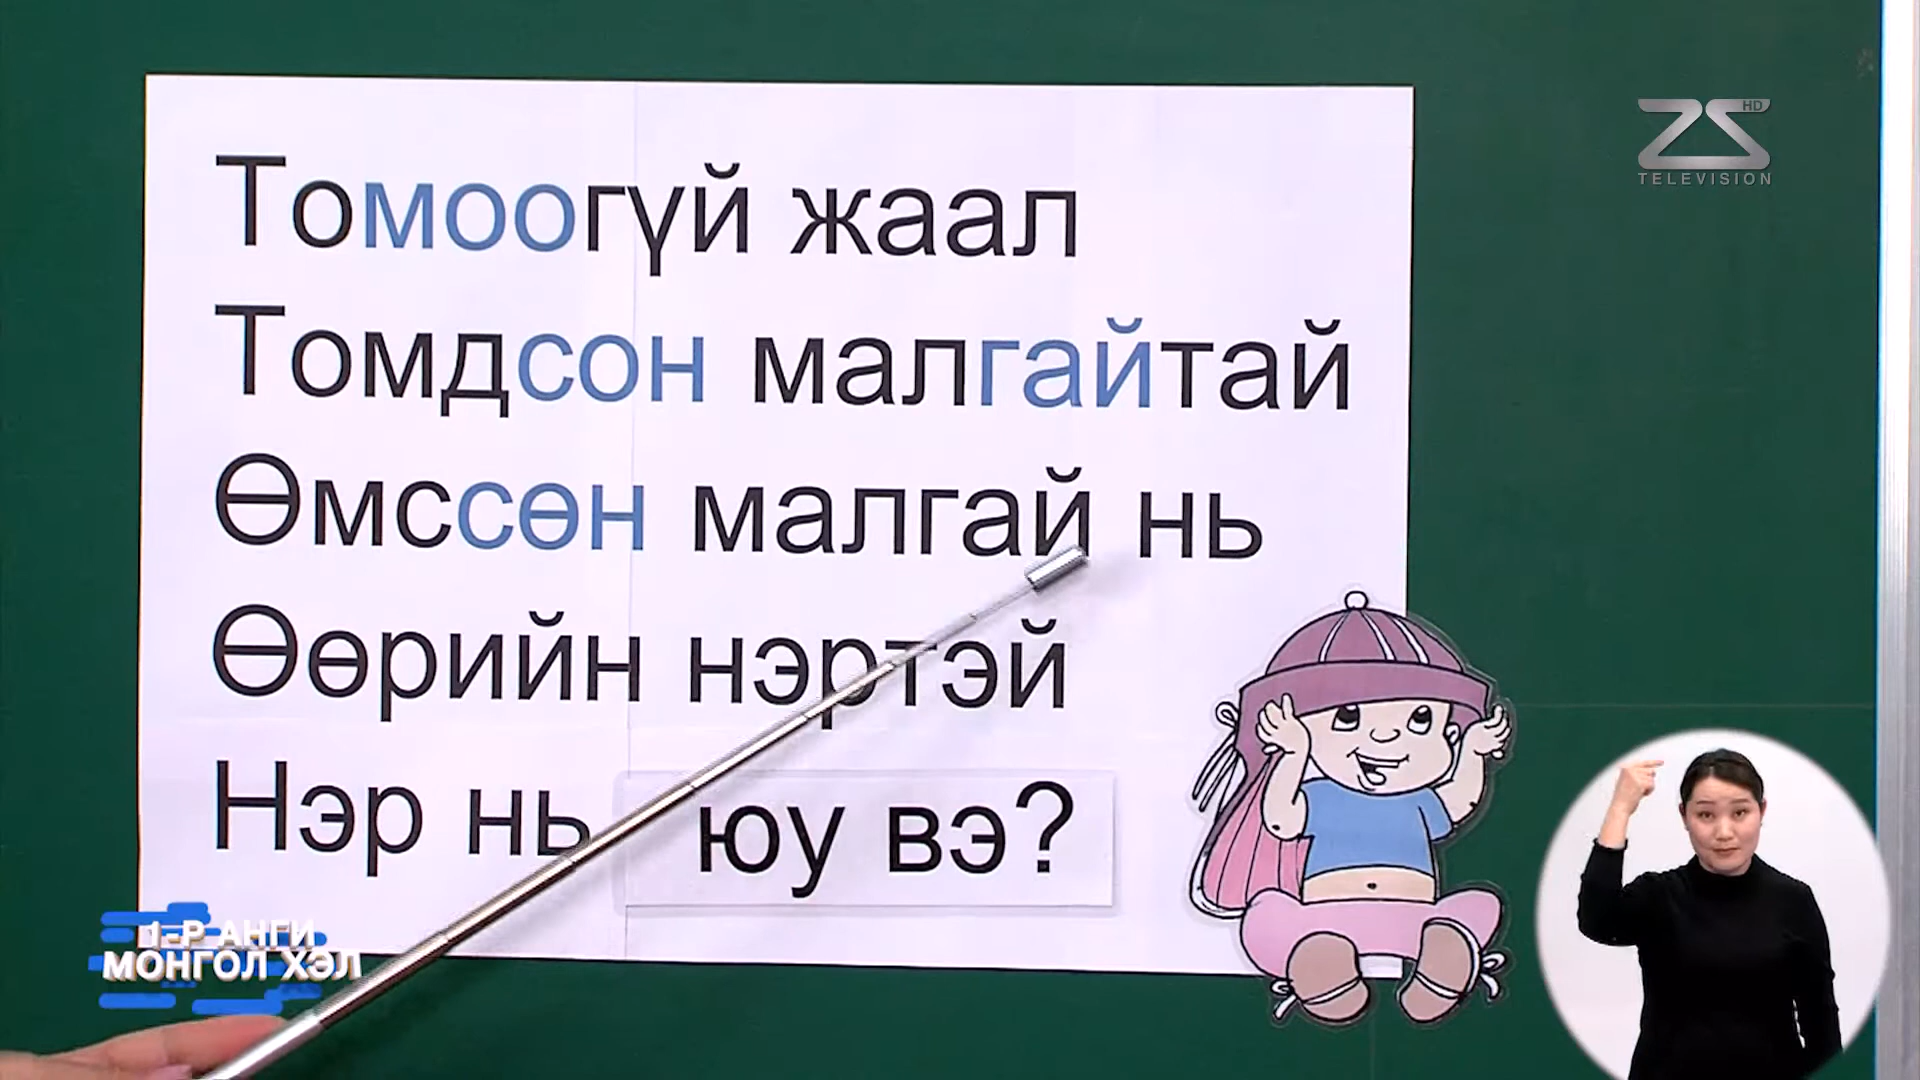 Томоогүй жаал
Томдсон малгайтай
Өмссөн малгай нь
Өөрийн нэртэй
Нэр нь юу вэ?
HD
TELEVISION
1-Р АНГИ
МОНГОЛ ХЭЛ